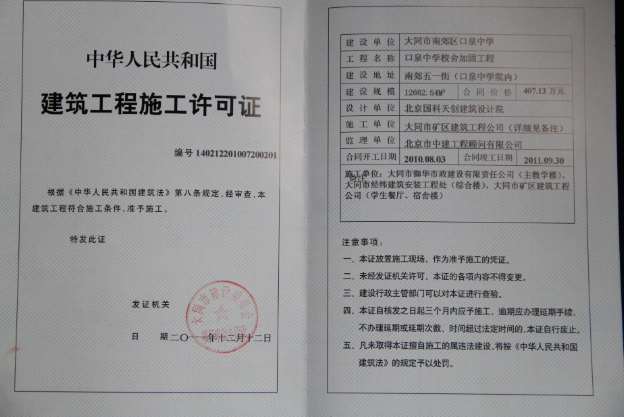 中华人民共和国
建筑工程施工许可证
编号 140212201007200201
根据《中华人民共和国建筑法》第八条规定，经审查，本
建筑工程符合施工条件，准予施工。
特发此证
发证机关
日 期 二〇一一年十二月十二日
建设单位 大同市南郊区口泉中学
工程名称 口泉中学校舍加固工程
建设地址 南郊五一街（口泉中学院内）
建设规模 12662.54M² 合同价格 407.13 万元
设计单位 北京国科天创建筑设计院
施工单位 大同市矿区建筑工程公司（详细见备注）
监理单位 北京市中建工程顾问有限公司
合同开工日期 2010.08.03 合同竣工日期 2011.09.30
施工单位：大同市御华市政建设有限责任公司（主教学楼）、
大同市经纬建筑安装工程处（综合楼）、大同市矿区建筑工程
公司（学生餐厅、宿舍楼）
注意事项：
一、本证放置施工现场，作为准予施工的凭证。
二、未经发证机关许可，本证的各项内容不得变更。
三、建设行政主管部门可以对本证进行查验。
四、本证自核发之日起三个月内应予施工，逾期应办理延期手续，
不办理延期或延期次数、时间超过法定时间的，本证自行废止。
五、凡未取得本证擅自施工的属违法建设，将按《中华人民共和国
建筑法》的规定予以处罚。